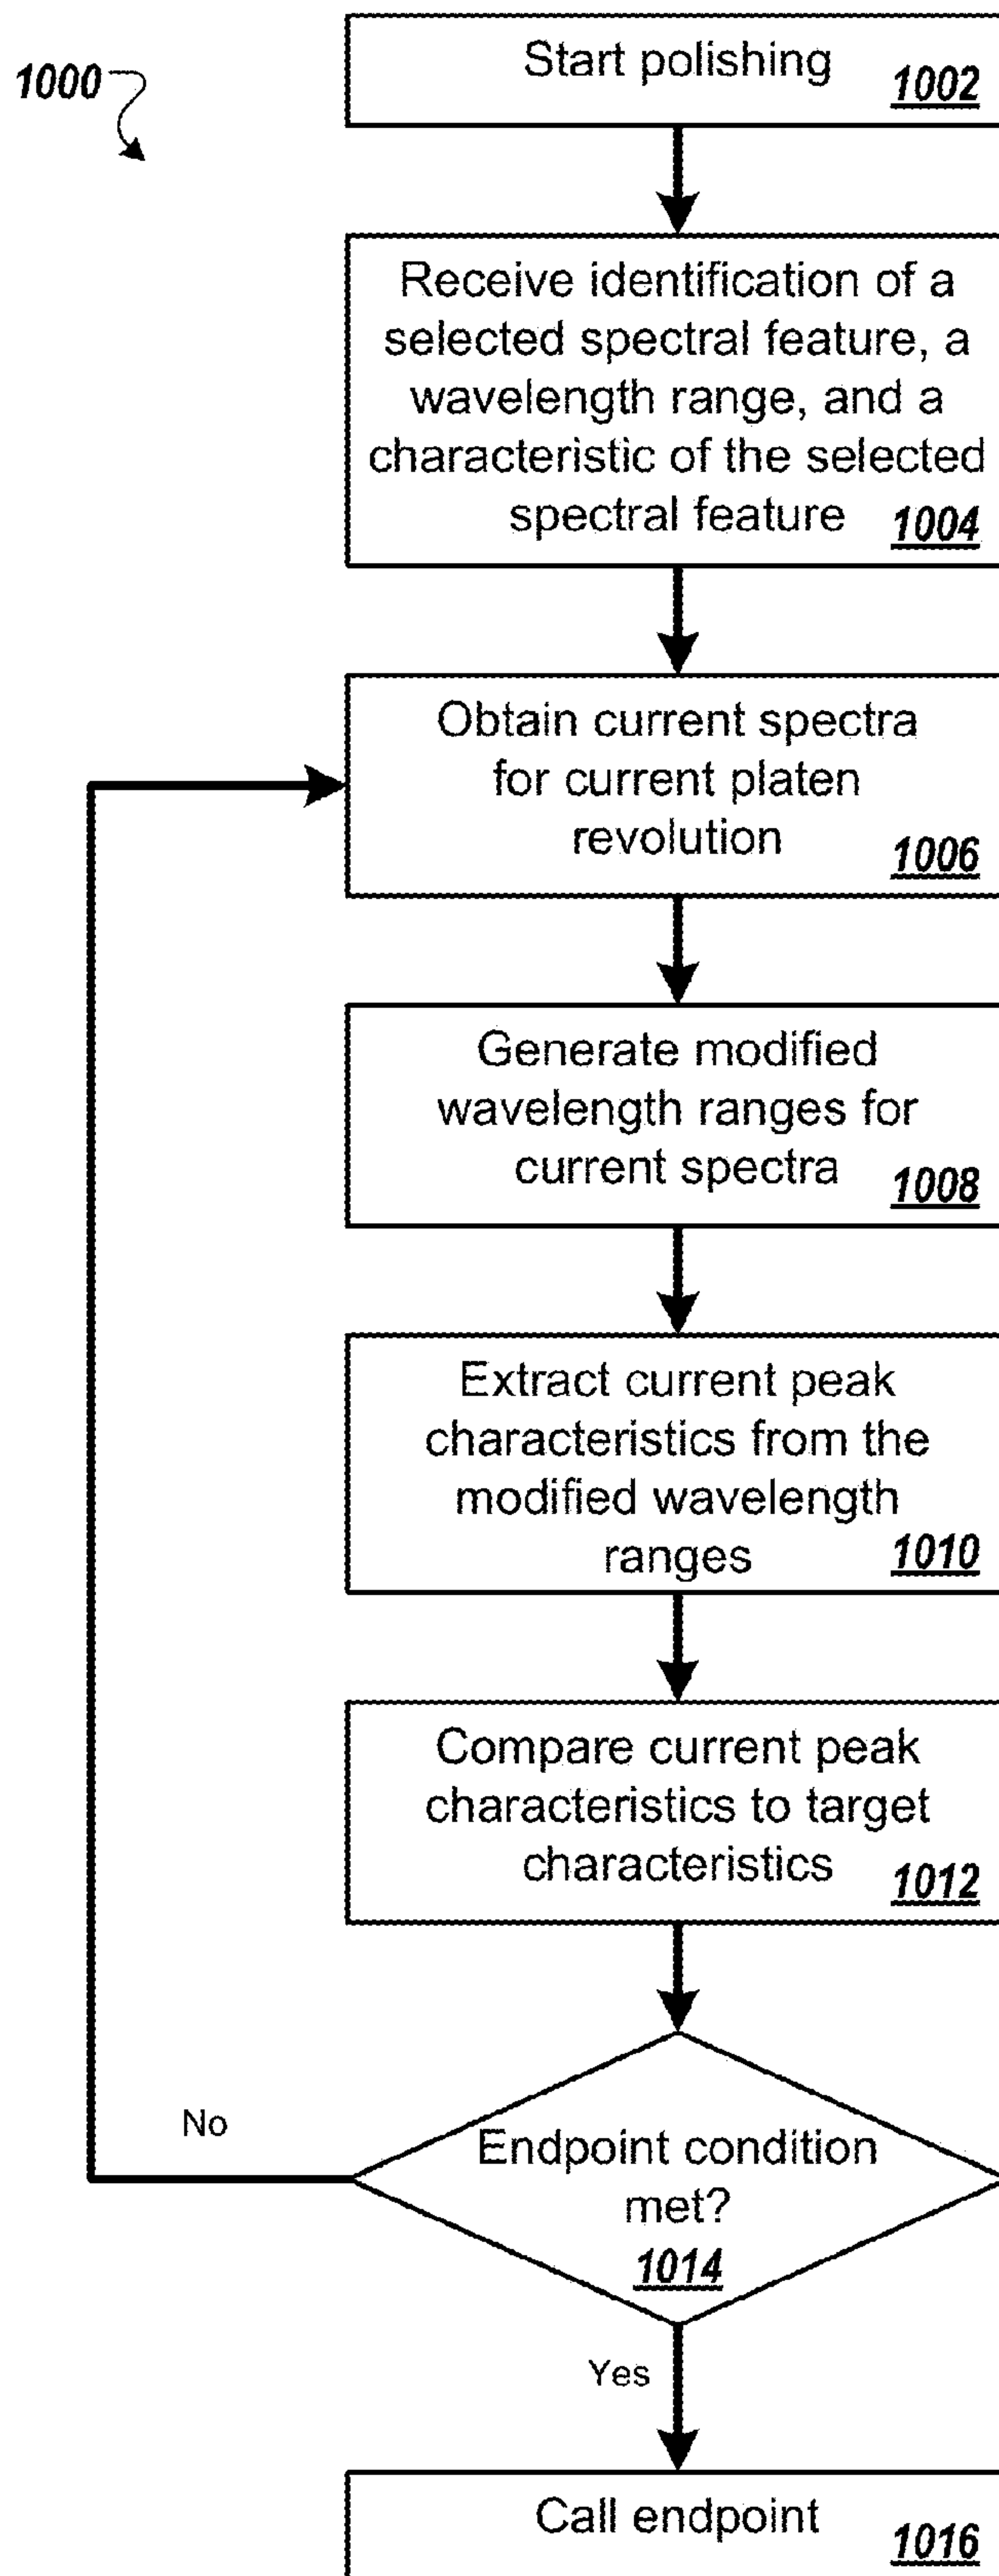 1000
Start polishing
1002
Receive identification of a
selected spectral feature, a
wavelength range, and a
characteristic of the selected
spectral feature 1004
Obtain current spectra
for current platen
revolution
1006
Generate modified
wavelength ranges for
current spectra
1008
Extract current peak
characteristics from the
modified wavelength
ranges 1010
Compare current peak
characteristics to target
characteristics
1012
No
Endpoint condition
met?
1014
Yes
Call endpoint
1016